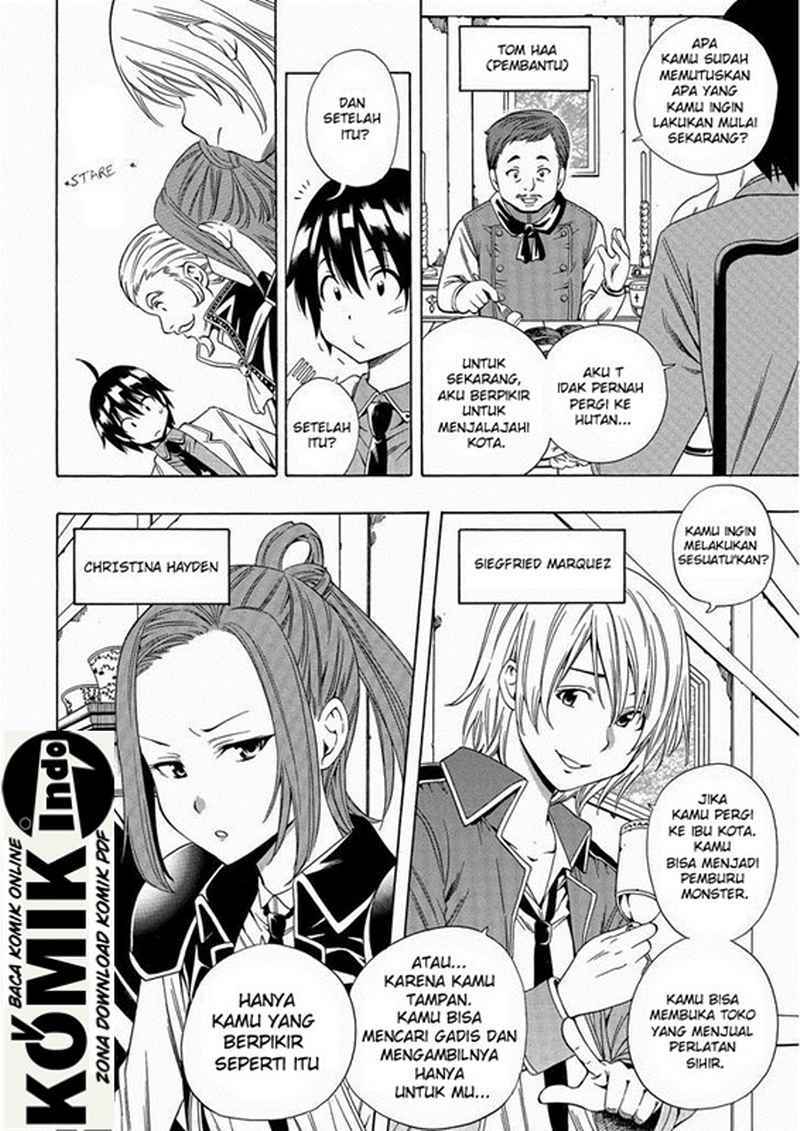 APA
KAMU SUDAH
MEMUTUSKAN
APA YANG
KAMU INGIN
LAKUKAN MULAI
SEKARANG?
TOM HAA
(PEMBANTU)
AKU T
IDAK PERNAH
PERGI KE
HUTAN...
UNTUK
SEKARANG,
AKU BERPIKIR
UNTUK
MENJALAJAHI
KOTA.
DAN
SETELAH
ITU?
SETELAH
ITU?
STARE
KAMU INGIN
MELAKUKAN
SESUATU'KAN?
SIEGFRIED MARQUEZ
JIKA
KAMU PERGI
KE IBU KOTA.
KAMU
BISA MENJADI
PEMBURU
MONSTER.
KAMU BISA
MEMBUKA TOKO
YANG MENJUAL
PERLATAN
SIHIR.
ATAU...
KARENA KAMU
TAMPAN.
KAMU BISA
MENCARI GADIS DAN
MENGAMBILNYA
HANYA
UNTUK MU...
CHRISTINA HAYDEN
HANYA
KAMU YANG
BERPIKIR
SEPERTI ITU
KOMIK Indo
BACA KOMIK ONLINE
ZONA DOWNLOAD KOMIK PDF